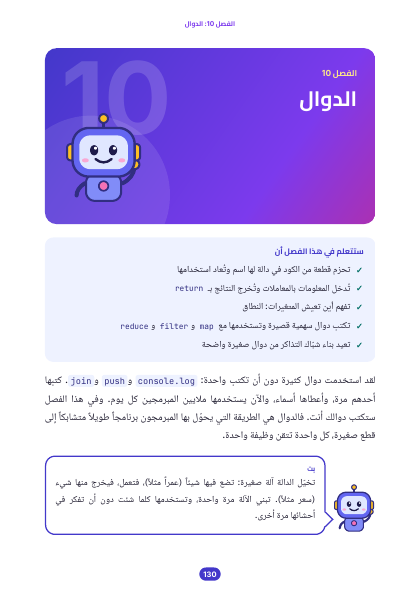 الفصل 10: الدوال
10
الفصل 10
الدوال
ستتعلم في هذا الفصل أن
✓ تحزم قطعة من الكود في دالة لها اسم وتُعاد استخدامها
✓ تُدخل المعلومات بالمعاملات وتُخرج النتائج بـ return
✓ تفهم أين تعيش المتغيرات: النطاق
✓ تكتب دوال سهمية قصيرة وتستخدمها مع map و filter و reduce
✓ تعيد بناء شبّاك التذاكر من دوال صغيرة واضحة
لقد استخدمت دوال كثيرة دون أن تكتب واحدة: console.log و push و join. كتبها
أحدهم مرة، وأعطاها أسماء، والآن يستخدمها ملايين المبرمجين كل يوم. وفي هذا الفصل
ستكتب دوالك أنت. فالدوال هي الطريقة التي يحوّل بها المبرمجون برنامجاً طويلاً متشابكاً إلى
قطع صغيرة، كل واحدة تتقن وظيفة واحدة.
بت
تخيّل الدالة آلة صغيرة: تضع فيها شيئاً (عمراً مثلاً)، فتعمل، فيخرج منها شيء
(سعر مثلاً). تبني الآلة مرة واحدة، وتستخدمها كلما شئت دون أن تفكر في
أحشائها مرة أخرى.
130